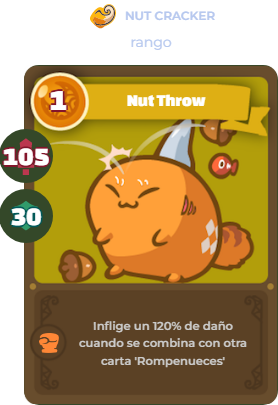 NUT CRACKER
rango
1
Nut Throw
105
30
Inflige un 120% de daño
cuando se combina con otra
carta 'Rompenueces'